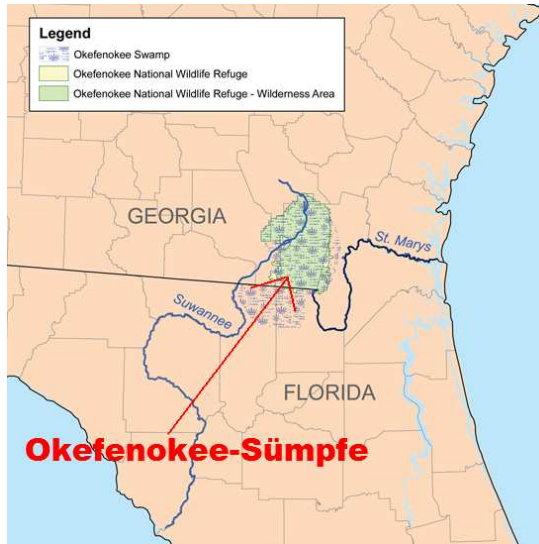 Legend
Okefenokee Swamp
Okefenokee National Wildlife Refuge
Okefenokee National Wildlife Refuge - Wilderness Area
GEORGIA
St. Marys
Suwannee
FLORIDA
Okefenokee-Sümpfe